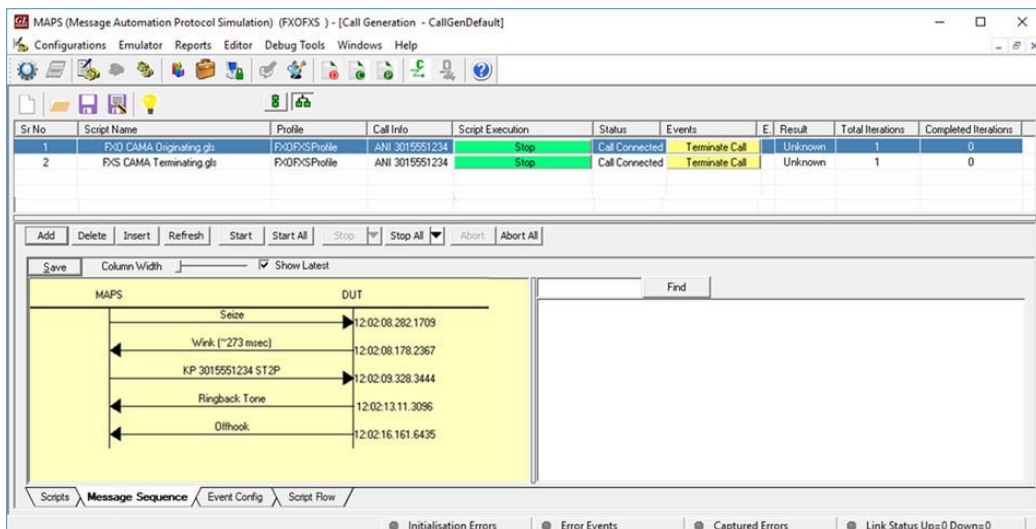 GL MAPS (Message Automation Protocol Simulation) (FXOFXS ) - [Call Generation - CallGenDefault]
Configurations Emulator Reports Editor Debug Tools Windows Help
Sr No Script Name Profile Call Info Script Execution Status Events E. Result Total Iterations Completed Iterations
1 FXO CAMA Originating.gls FXOFXSProfile ANI 3015551234 Stop Call Connected Terminate Call Unknown 1 0
2 FXS CAMA Terminating.gls FXOFXSProfile ANI 3015551234 Stop Call Connected Terminate Call Unknown 1 0
Add Delete Insert Refresh Start Start All Stop Stop All Abort Abort All
Save Column Width Show Latest
Find
MAPS DUT
Seize
12:02:08.282.1709
Wink (~273 msec)
12:02:08.178.2367
KP 3015551234 ST2P
12:02:09.328.3444
Ringback Tone
12:02:13.11.3096
Offhook
12:02:16.161.6435
Scripts Message Sequence Event Config Script Flow
Initialisation Errors Error Events Captured Errors Link Status Up=0 Down=0